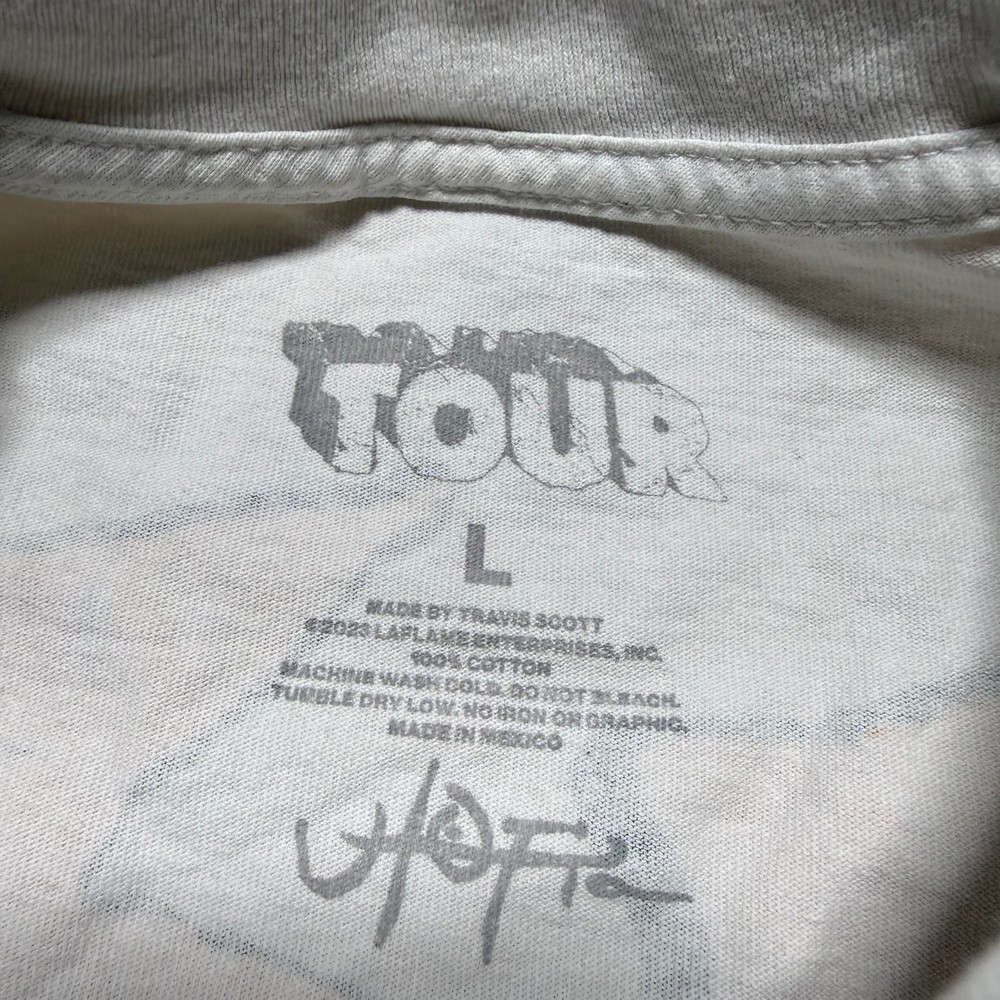 TOUR
L
MADE BY TRAVIS SCOTT
©2023 LAFLAME ENTERPRISES, INC.
100% COTTON
MACHINE WASH COLD. DO NOT BLEACH.
TUMBLE DRY LOW. NO IRON ON GRAPHIC.
MADE IN MEXICO
UTOPIA